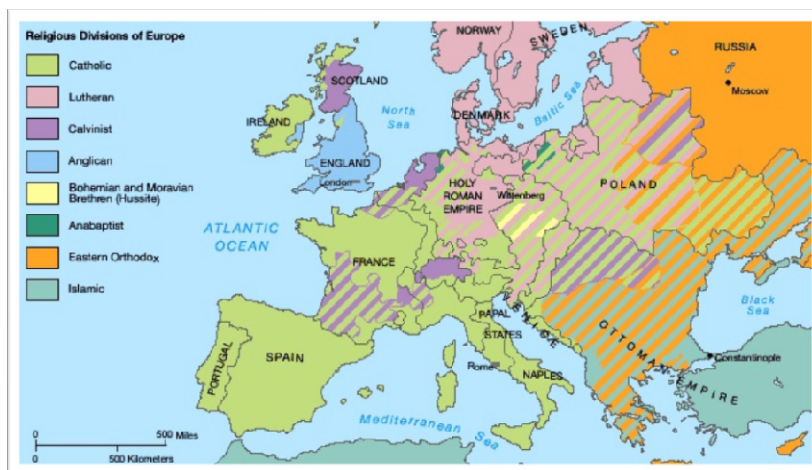 Religious Divisions of Europe
Catholic
Lutheran
Calvinist
Anglican
Bohemian and Moravian
Brethren (Hussite)
Anabaptist
Eastern Orthodox
Islamic
NORWAY
SWEDEN
RUSSIA
Moscow
SCOTLAND
North
Sea
DENMARK
Baltic Sea
IRELAND
ENGLAND
London
HOLY
ROMAN
EMPIRE
Wittenberg
POLAND
ATLANTIC
OCEAN
FRANCE
VENICE
Black
Sea
PAPAL
STATES
OTTOMAN EMPIRE
Constantinople
PORTUGAL
SPAIN
Rome
NAPLES
Mediterranean
Sea
0
500 Miles
0
500 Kilometers